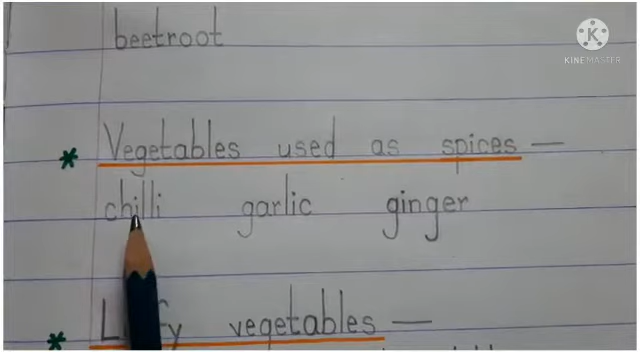 beetroot
K
KINEMASTER
* Vegetables used as spices —
chilli garlic ginger
* vegetables —